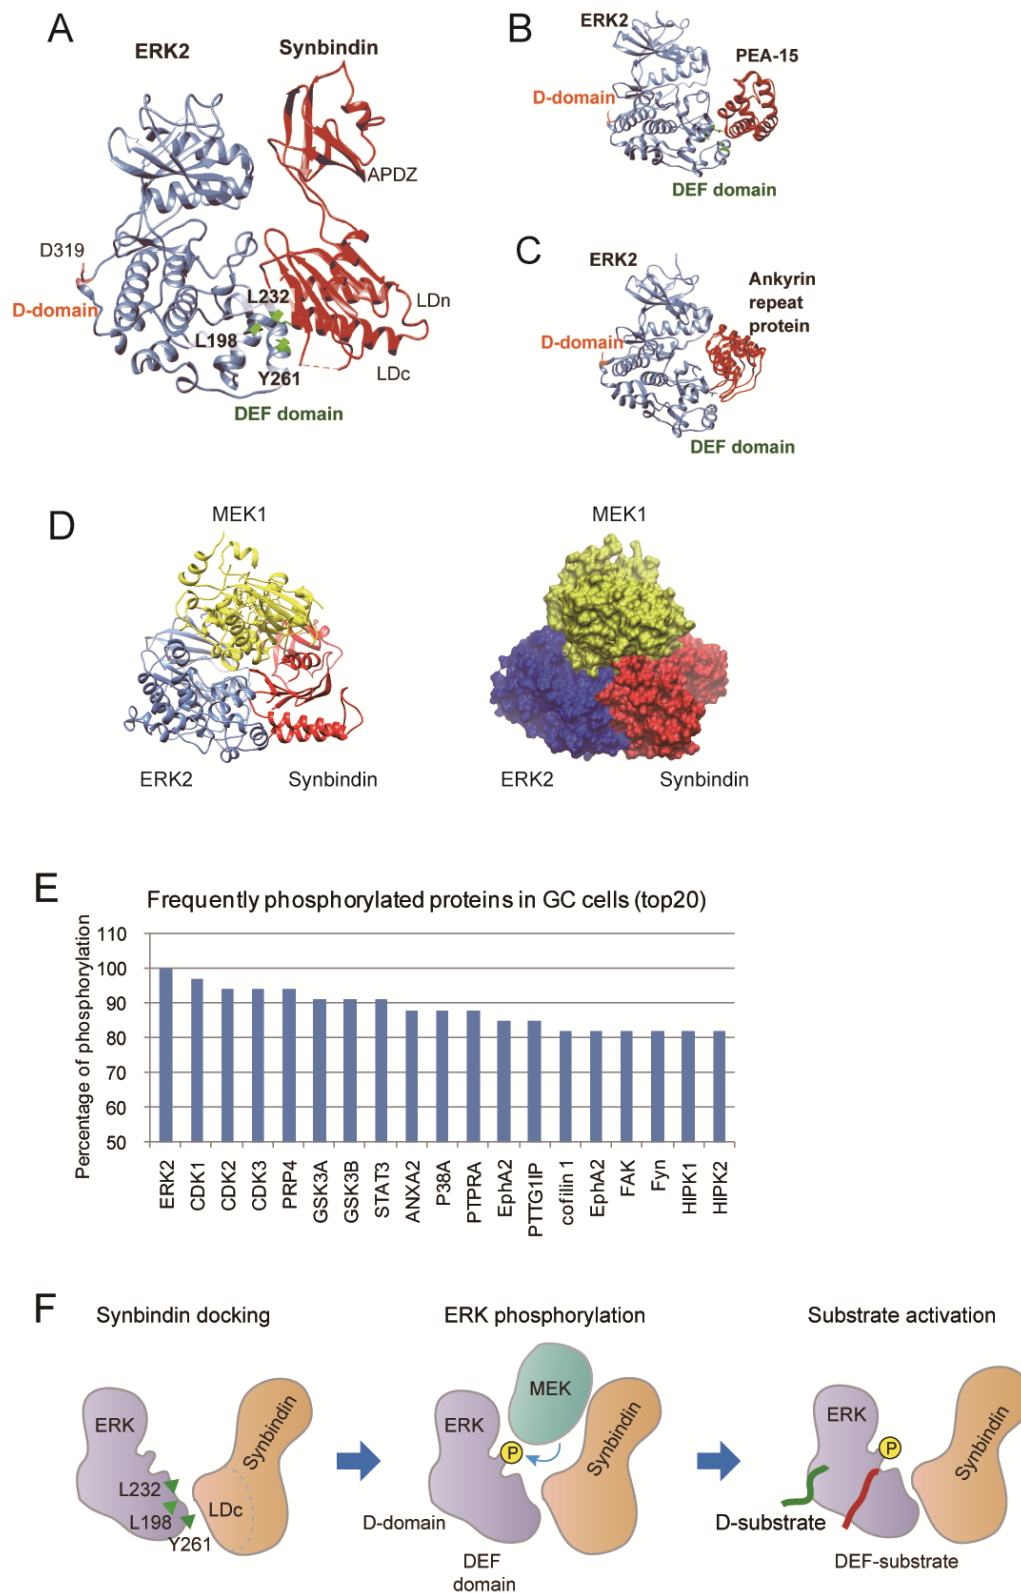 A
ERK2
Synbindin
APDZ
D319
D-domain
L232
L198
Y261
LDn
LDc
DEF domain
B
ERK2
PEA-15
D-domain
DEF domain
C
ERK2
Ankyrin
repeat
protein
D-domain
DEF domain
D
MEK1
ERK2
Synbindin
MEK1
ERK2
Synbindin
E
Frequently phosphorylated proteins in GC cells (top20)
Percentage of phosphorylation
110
100
90
80
70
60
50
ERK2
CDK1
CDK2
CDK3
PRP4
GSK3A
GSK3B
STAT3
ANXA2
P38A
PTPRA
EphA2
PTTG1IP
cofilin 1
EphA2
FAK
Fyn
HIPK1
HIPK2
F
Synbindin docking
ERK
Synbindin
L232
L198
Y261
LDc
ERK phosphorylation
MEK
ERK
P
Synbindin
D-domain
DEF
domain
Substrate activation
ERK
P
Synbindin
D-substrate
DEF-substrate